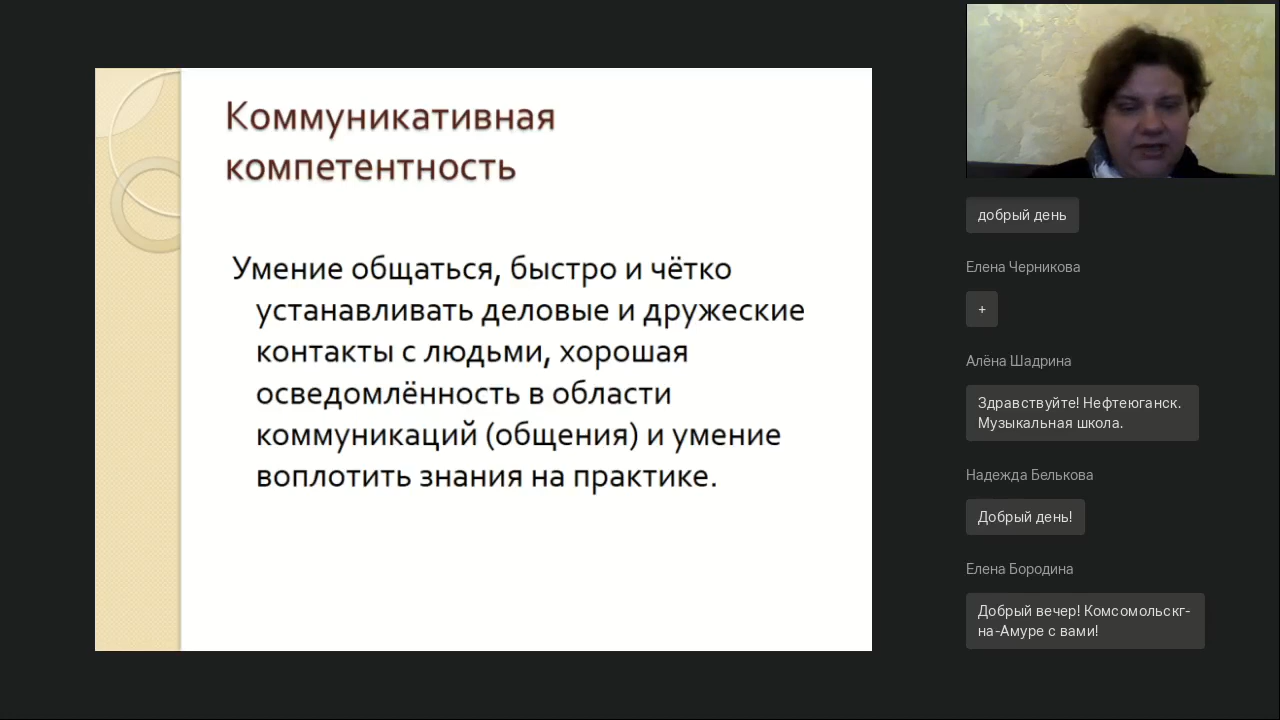 Коммуникативная
компетентность
Умение общаться, быстро и чётко
устанавливать деловые и дружеские
контакты с людьми, хорошая
осведомлённость в области
коммуникаций (общения) и умение
воплотить знания на практике.
добрый день
Елена Черникова
+
Алёна Шадрина
Здравствуйте! Нефтеюганск.
Музыкальная школа.
Надежда Белькова
Добрый день!
Елена Бородина
Добрый вечер! Комсомольскг-
на-Амуре с вами!